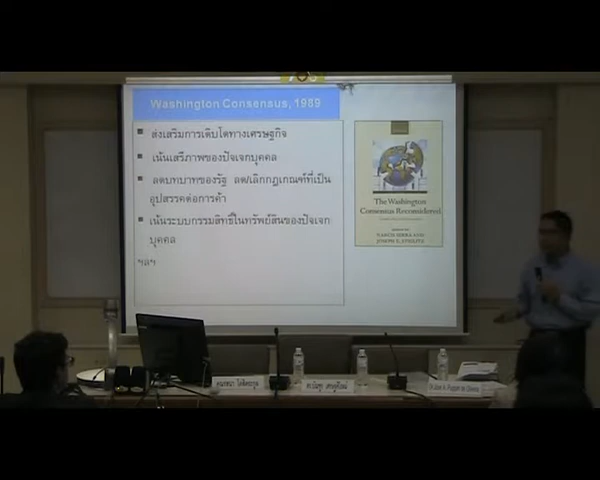 Washington Consensus, 1989
ส่งเสริมการเติบโตทางเศรษฐกิจ
เน้นเสรีภาพของปัจเจกบุคคล
ลดบทบาทของรัฐ ลด/เลิกกฎเกณฑ์ที่เป็น
อุปสรรคต่อการค้า
เน้นระบบกรรมสิทธิ์ในทรัพย์สินของปัจเจก
บุคคล
ฯลฯ
The Washington
Consensus Reconsidered
NARCIS SERRA AND
JOSEPH E. STIGLITZ